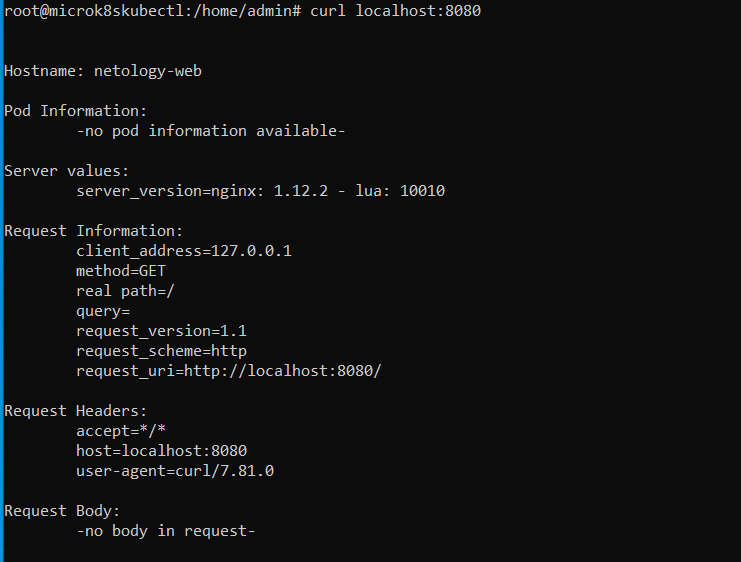 root@microk8skubectl:/home/admin# curl localhost:8080
Hostname: netology-web
Pod Information:
-no pod information available-
Server values:
server_version=nginx: 1.12.2 - lua: 10010
Request Information:
client_address=127.0.0.1
method=GET
real path=/
query=
request_version=1.1
request_scheme=http
request_uri=http://localhost:8080/
Request Headers:
accept=*/*
host=localhost:8080
user-agent=curl/7.81.0
Request Body:
-no body in request-